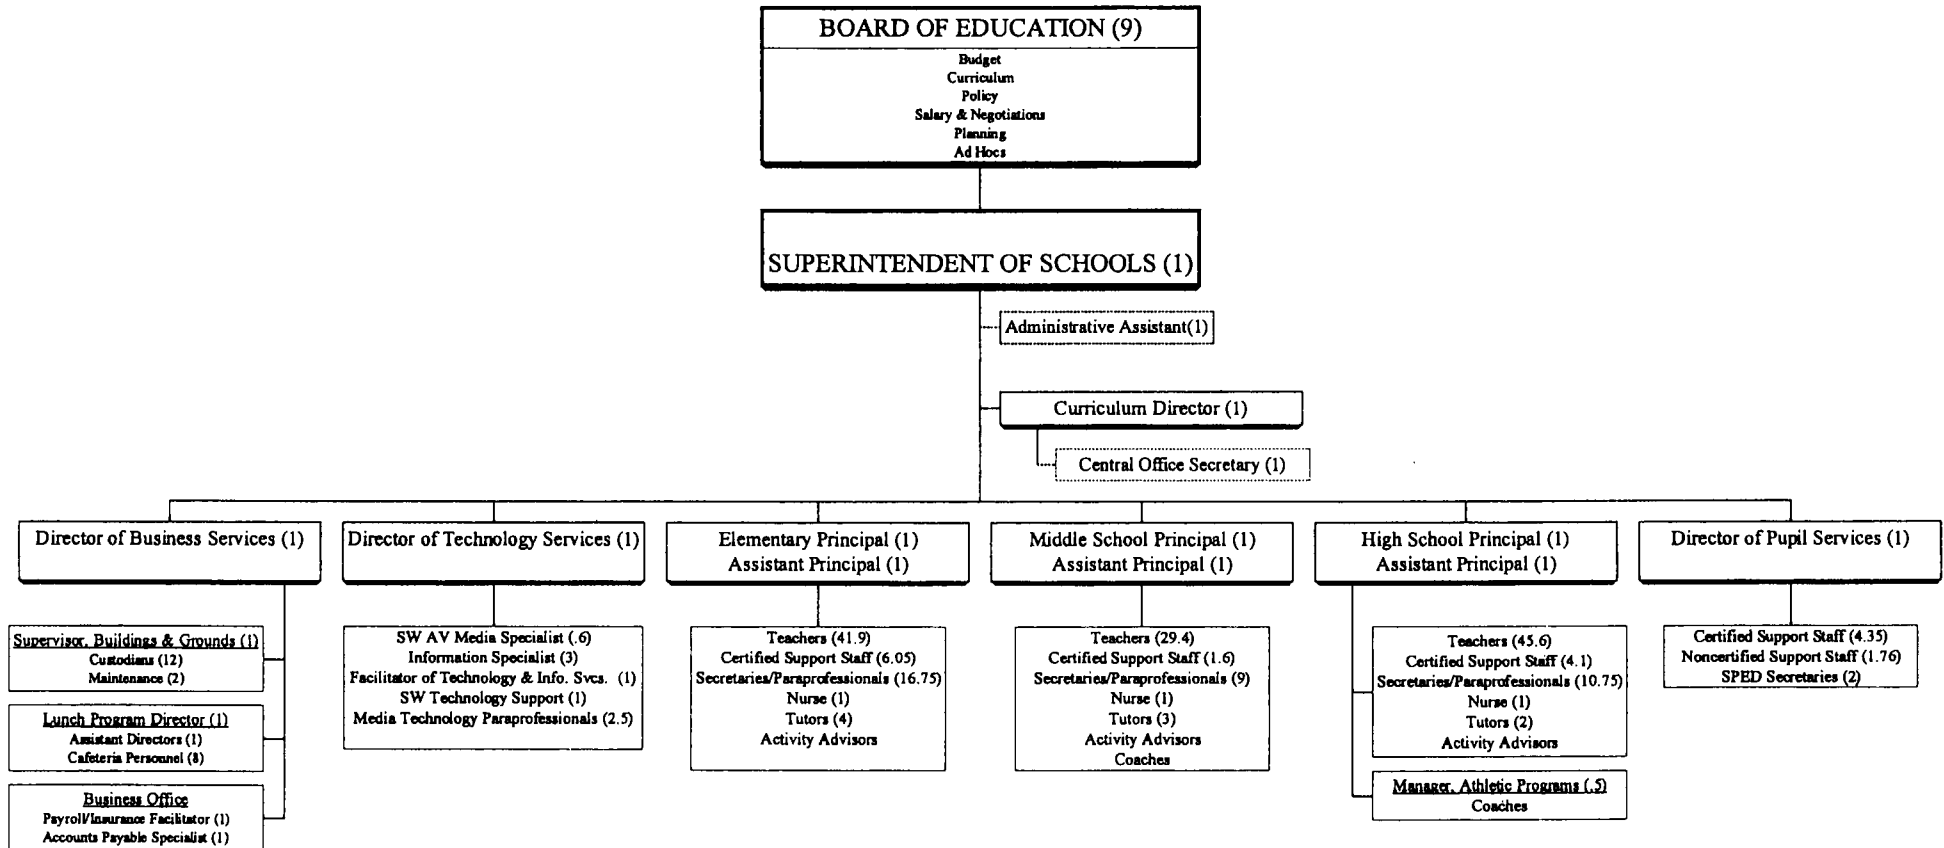 BOARD OF EDUCATION (9)
Budget
Curriculum
Policy
Salary & Negotiations
Planning
Ad Hocs
SUPERINTENDENT OF SCHOOLS (1)
Administrative Assistant(1)
Curriculum Director (1)
Central Office Secretary (1)
Director of Business Services (1)
Supervisor, Buildings & Grounds (1)
Custodians (12)
Maintenance (2)
Lunch Program Director (1)
Assistant Directors (1)
Cafeteria Personnel (8)
Business Office
Payroll/Insurance Facilitator (1)
Accounts Payable Specialist (1)
Director of Technology Services (1)
SW AV Media Specialist (.6)
Information Specialist (3)
Facilitator of Technology & Info. Svcs. (1)
SW Technology Support (1)
Media Technology Paraprofessionals (2.5)
Elementary Principal (1)
Assistant Principal (1)
Teachers (41.9)
Certified Support Staff (6.05)
Secretaries/Paraprofessionals (16.75)
Nurse (1)
Tutors (4)
Activity Advisors
Middle School Principal (1)
Assistant Principal (1)
Teachers (29.4)
Certified Support Staff (1.6)
Secretaries/Paraprofessionals (9)
Nurse (1)
Tutors (3)
Activity Advisors
Coaches
High School Principal (1)
Assistant Principal (1)
Teachers (45.6)
Certified Support Staff (4.1)
Secretaries/Paraprofessionals (10.75)
Nurse (1)
Tutors (2)
Activity Advisors
Manager, Athletic Programs (.5)
Coaches
Director of Pupil Services (1)
Certified Support Staff (4.35)
Noncertified Support Staff (1.76)
SPED Secretaries (2)